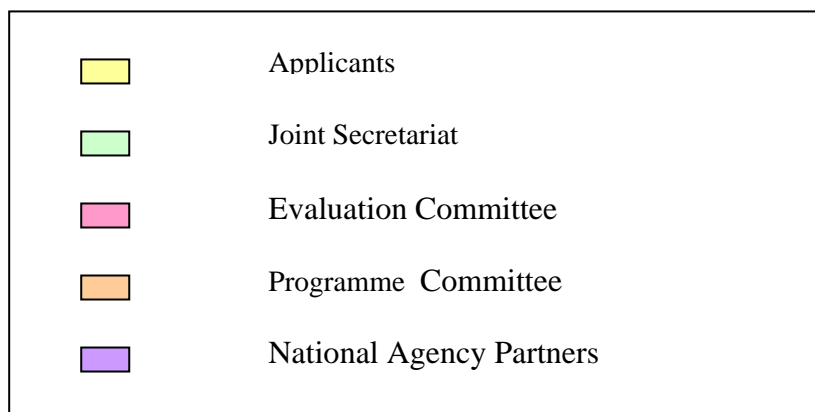 Applicants
Joint Secretariat
Evaluation Committee
Programme Committee
National Agency Partners